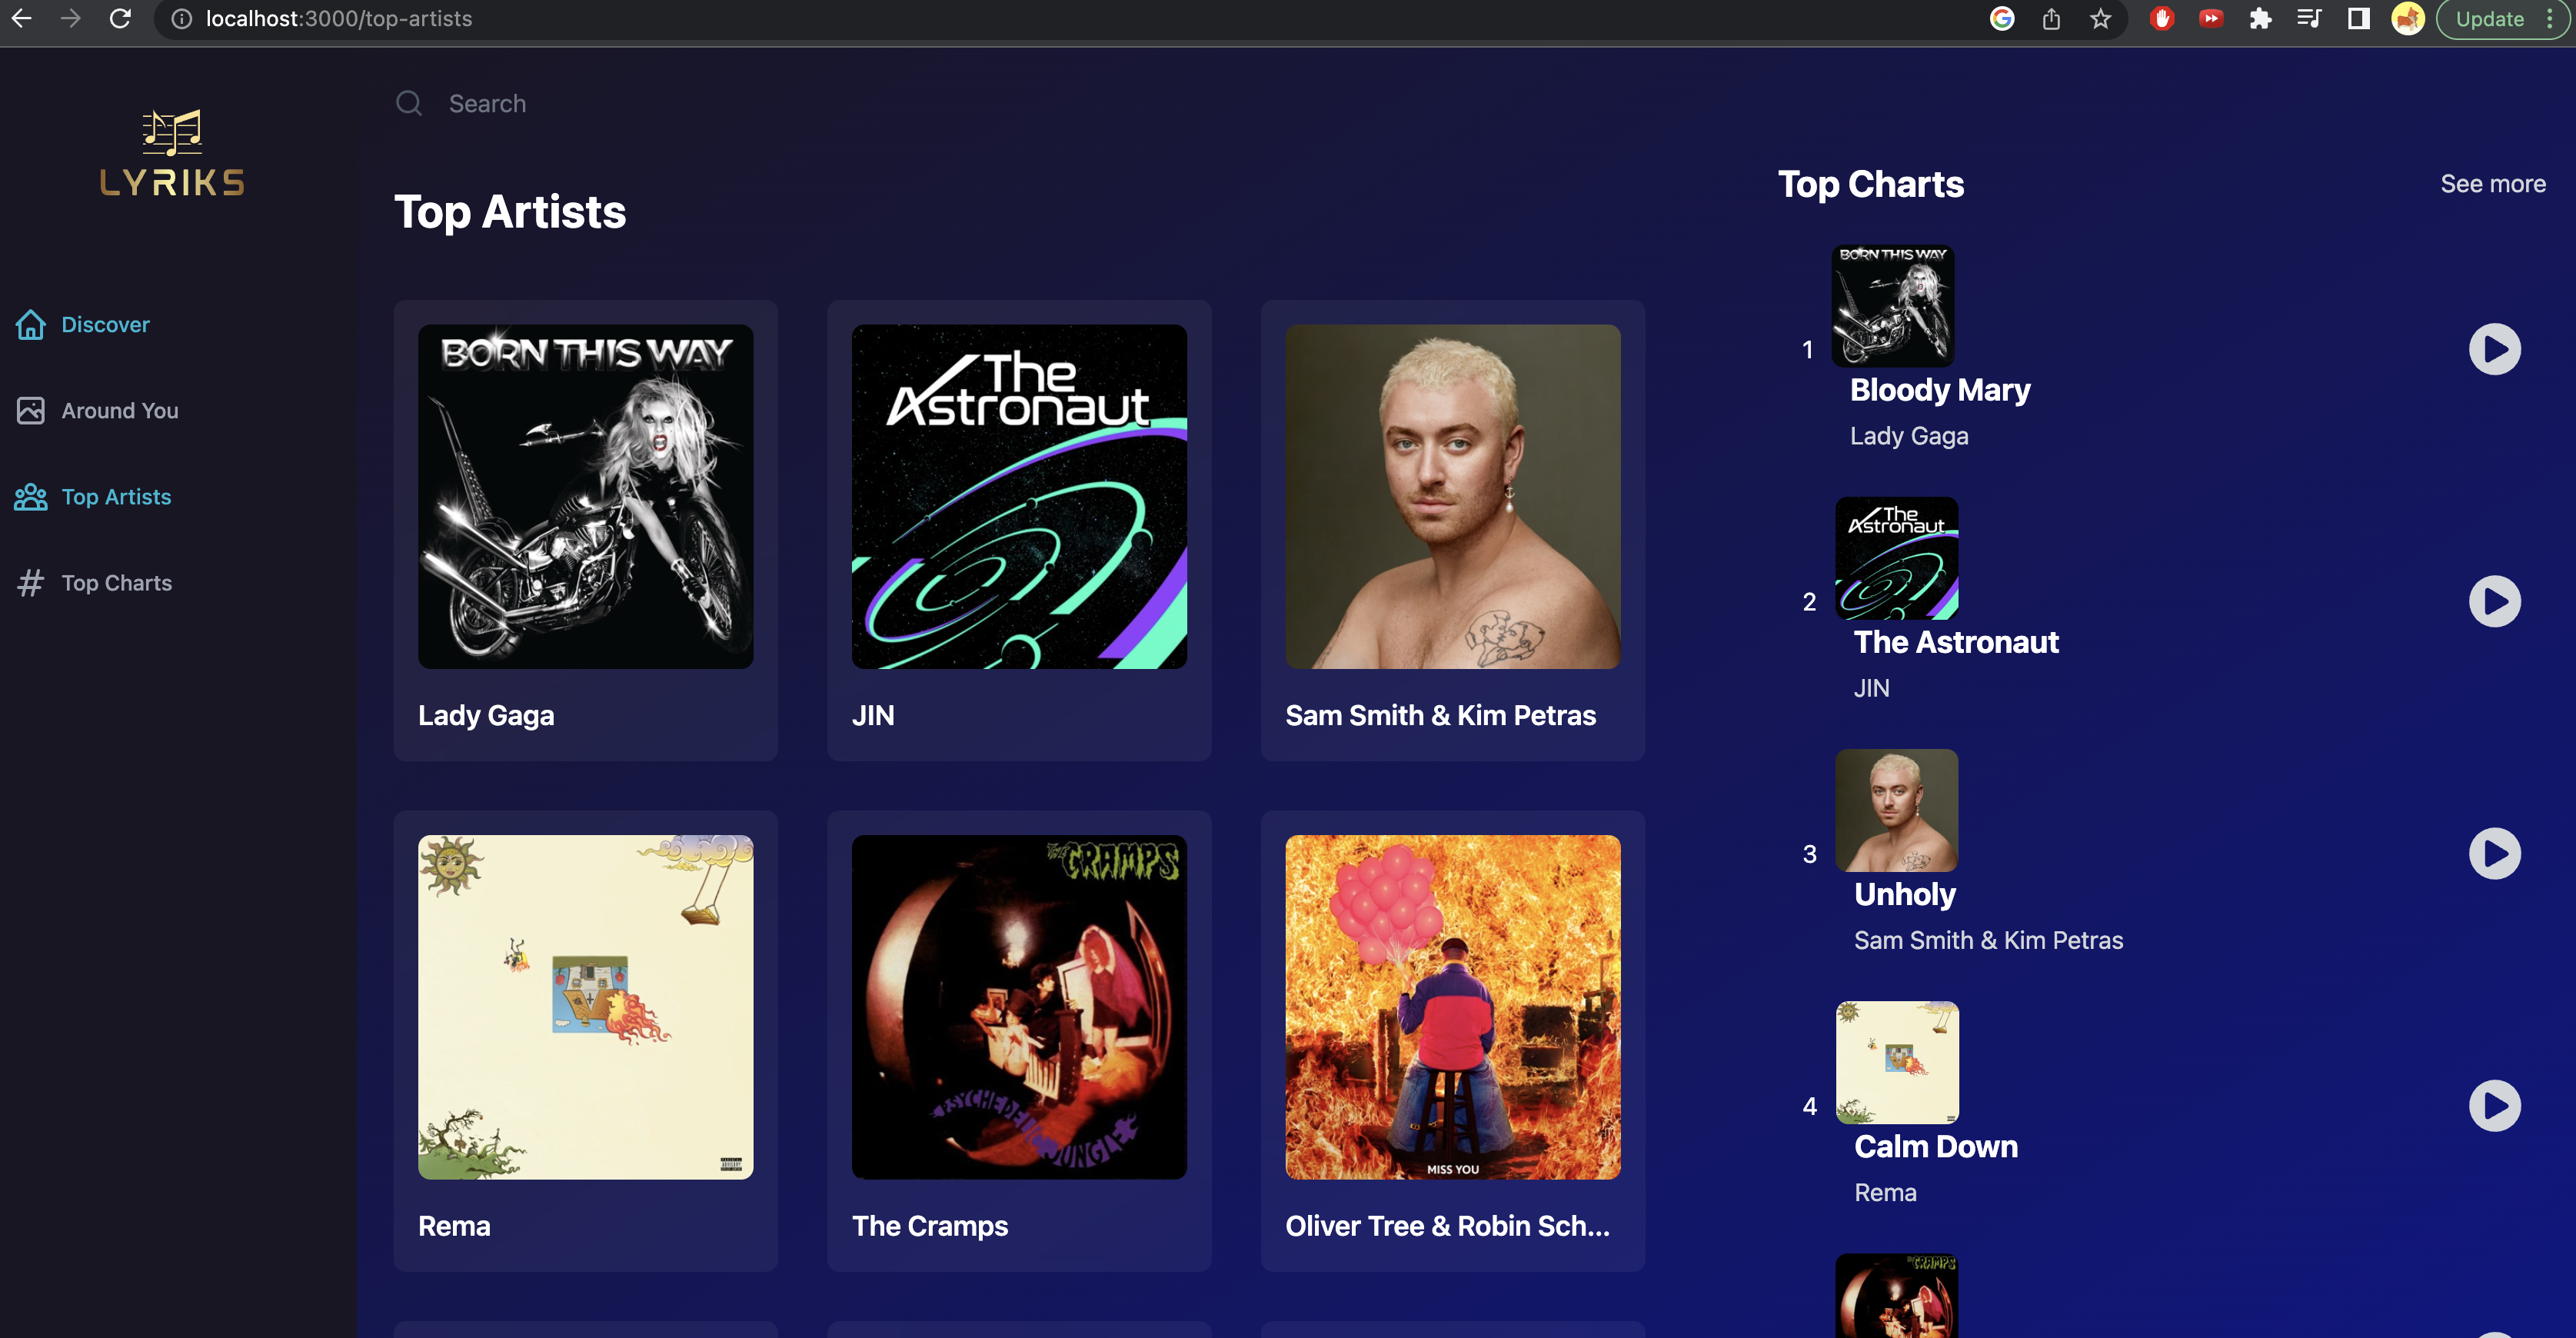 localhost:3000/top-artists
Update
LYRIKS
Discover
Around You
Top Artists
Top Charts
Search
Top Artists
BORN THIS WAY
Lady Gaga
The
Astronaut
JIN
Sam Smith & Kim Petras
Rema
THE CRAMPS
PSYCHEDELIC JUNGLE
The Cramps
MISS YOU
Oliver Tree & Robin Sch...
Top Charts
See more
1
BORN THIS WAY
Bloody Mary
Lady Gaga
2
The
Astronaut
The Astronaut
JIN
3
Unholy
Sam Smith & Kim Petras
4
Calm Down
Rema
THE CRAMPS